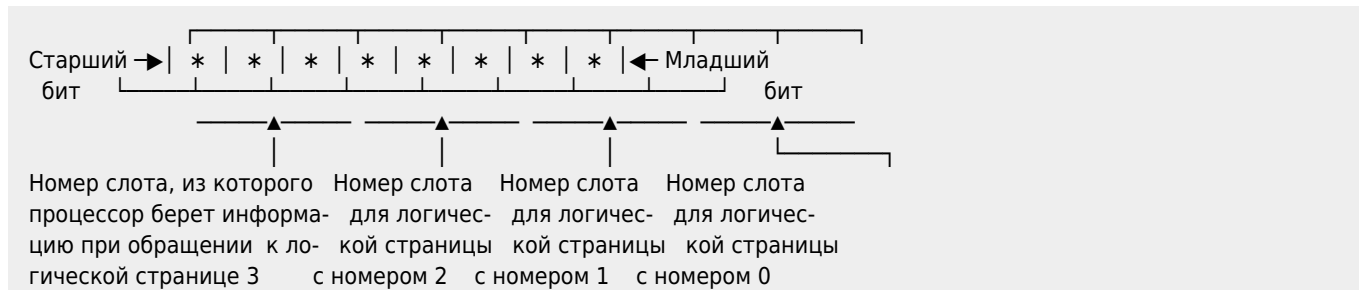 Старший | * | * | * | * | * | * | * | * | Младший
бит бит
Номер слота, из которого Номер слота Номер слота Номер слота
процессор берет информа- для логичес- для логичес- для логичес-
цию при обращении к ло- кой страницы кой страницы кой страницы
гической странице 3 с номером 2 с номером 1 с номером 0